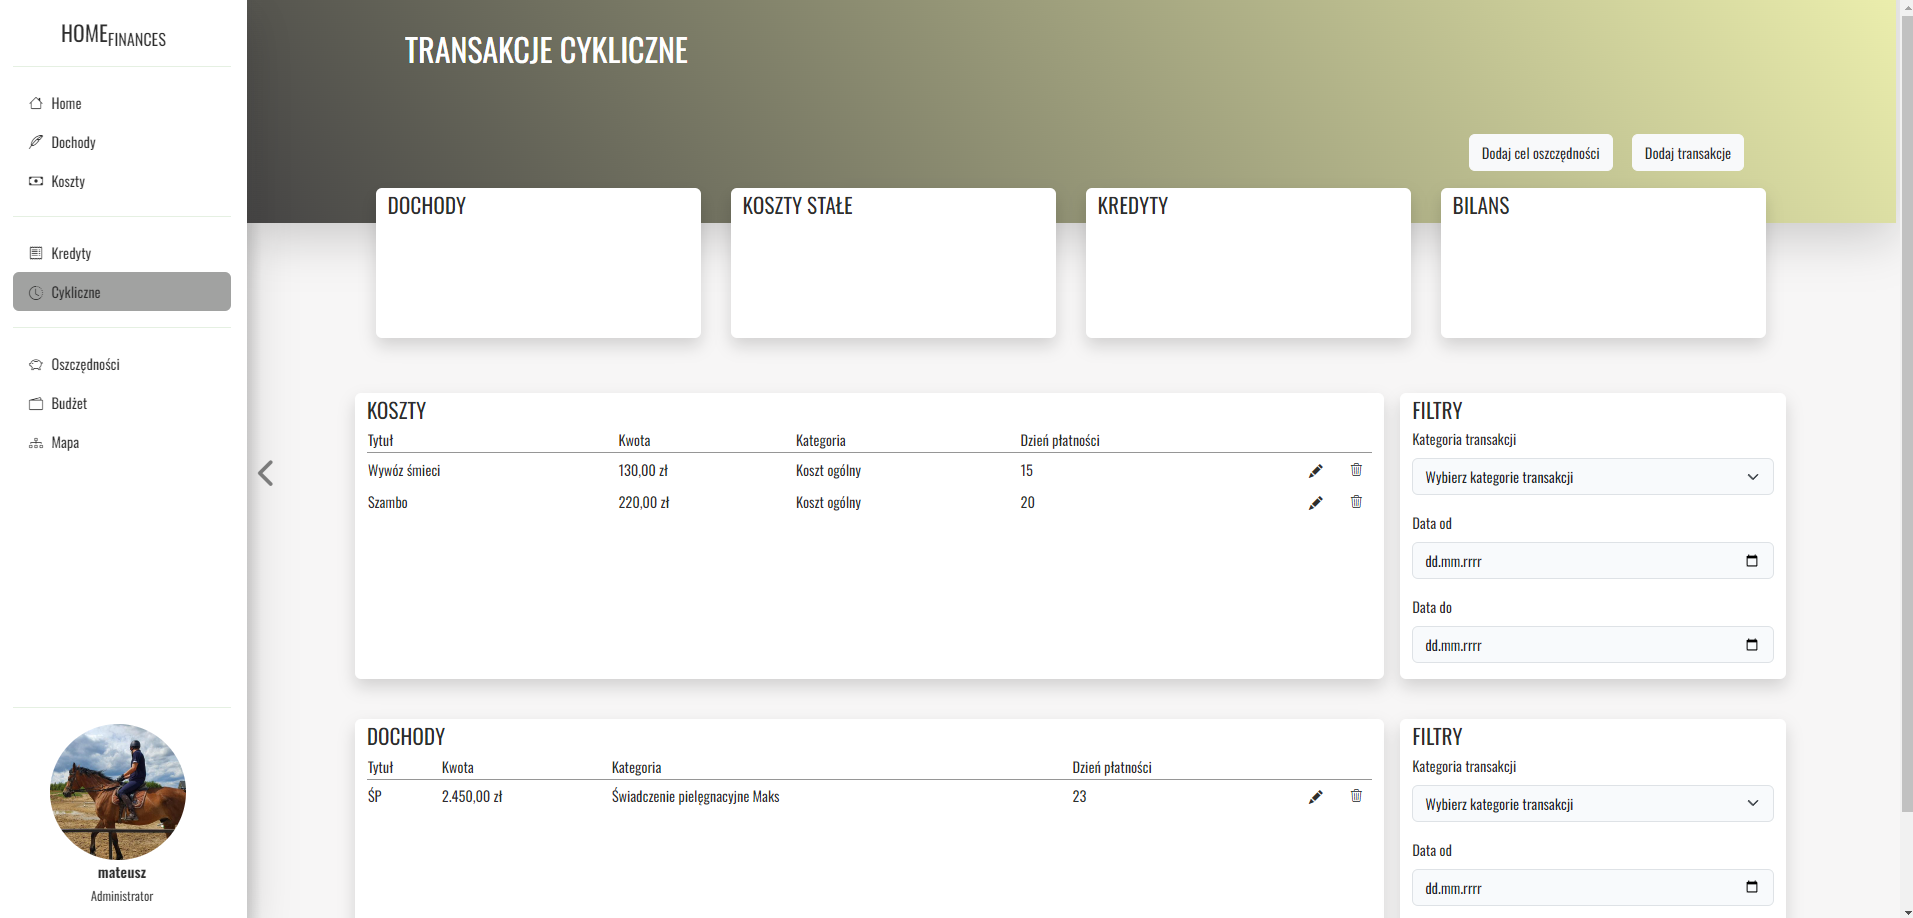 HOMEFINANCES
Home
Dochody
Koszty
Kredyty
Cykliczne
Oszczędności
Budżet
Mapa
mateusz
Administrator
TRANSAKCJE CYKLICZNE
Dodaj cel oszczędności
Dodaj transakcje
DOCHODY
KOSZTY STAŁE
KREDYTY
BILANS
KOSZTY
Tytuł Kwota Kategoria Dzień płatności
Wywóz śmieci 130,00 zł Koszt ogólny 15
Szambo 220,00 zł Koszt ogólny 20
FILTRY
Kategoria transakcji
Wybierz kategorie transakcji
Data od
dd.mm.rrrr
Data do
dd.mm.rrrr
DOCHODY
Tytuł Kwota Kategoria Dzień płatności
ŚP 2.450,00 zł Świadczenie pielęgnacyjne Maks 23
FILTRY
Kategoria transakcji
Wybierz kategorie transakcji
Data od
dd.mm.rrrr